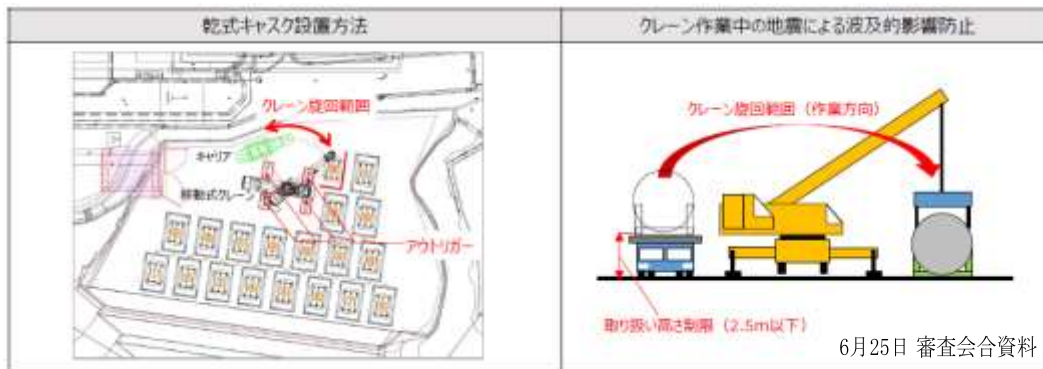 乾式キャスク設置方法
クレーン作業中の地震による波及的影響防止
クレーン旋回範囲
キャリア
移動式クレーン
アウトリガー
クレーン旋回範囲（作業方向）
取り扱い高さ制限（2.5m以下）
6月25日 審査会合資料